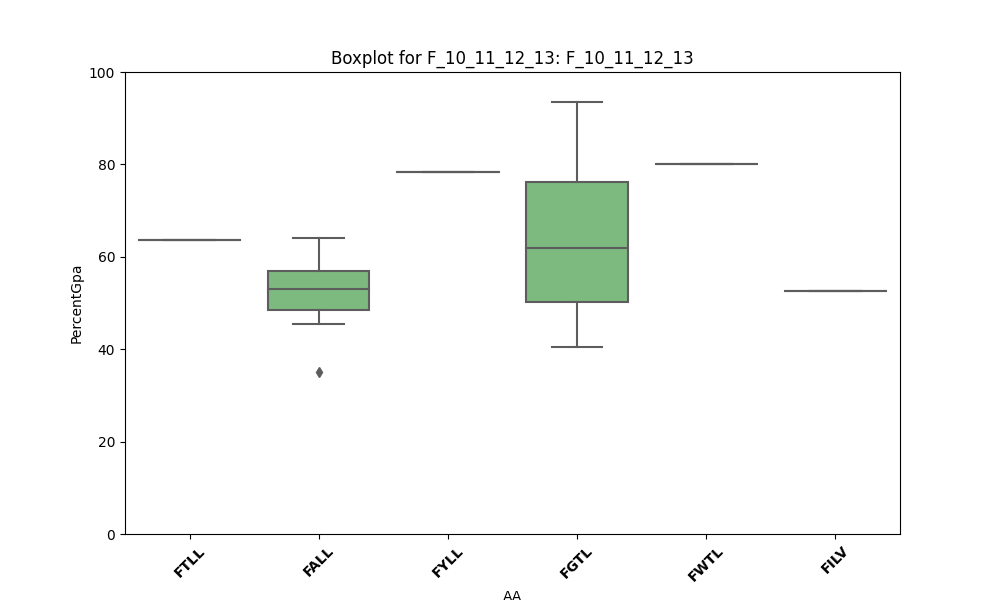 Boxplot for F_10_11_12_13: F_10_11_12_13
PercentGpa
100
80
60
40
20
0
FTLL
FALL
FYLL
FGTL
FWTL
FILV
AA